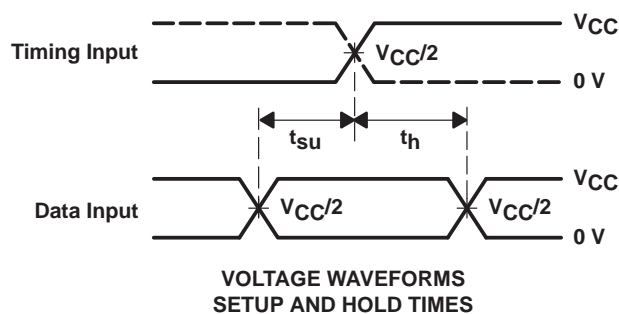 VCC
Timing Input
VCC/2
0 V
tsu
th
VCC
Data Input
VCC/2
VCC/2
0 V
VOLTAGE WAVEFORMS
SETUP AND HOLD TIMES